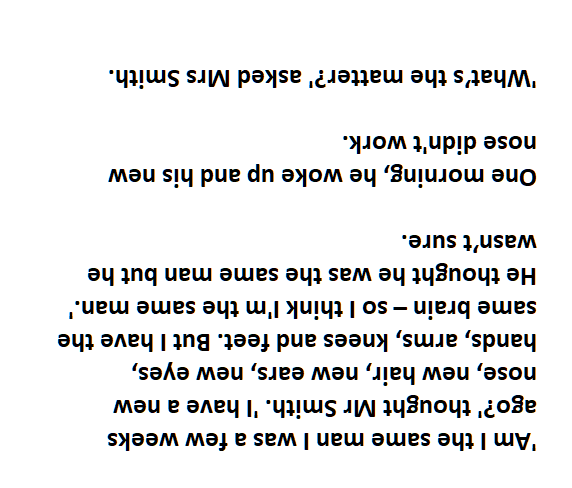 'Am I the same man I was a few weeks
ago?' thought Mr Smith. 'I have a new
nose, new hair, new ears, new eyes,
hands, arms, knees and feet. But I have the
same brain – so I think I'm the same man.'
He thought he was the same man but he
wasn't sure.
One morning, he woke up and his new
nose didn't work.
'What's the matter?' asked Mrs Smith.